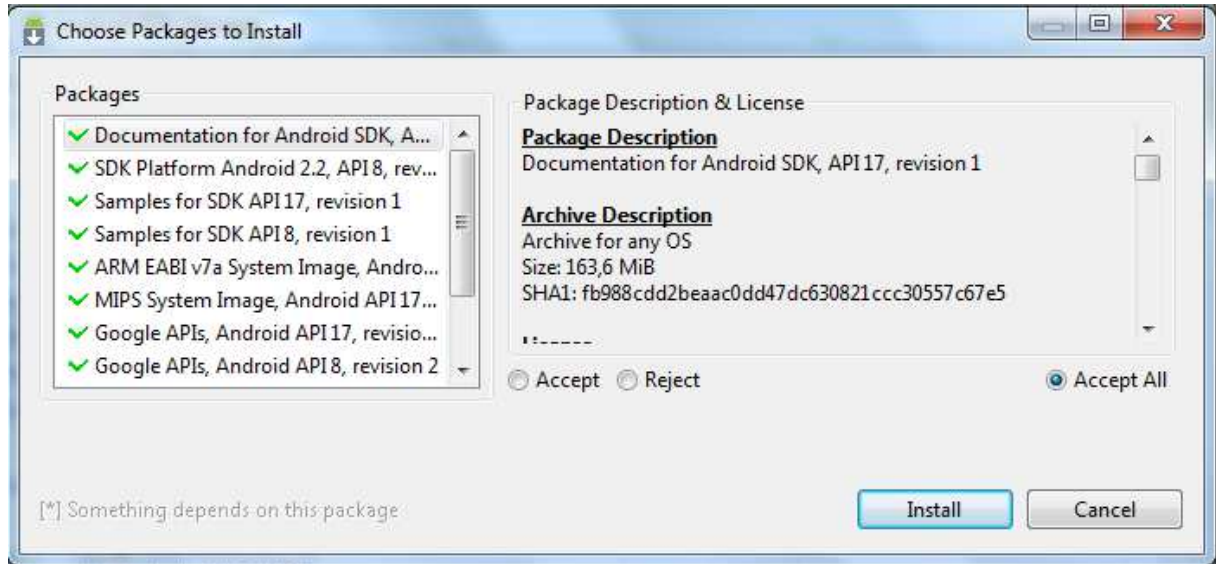 Choose Packages to Install
Packages
Documentation for Android SDK, A...
SDK Platform Android 2.2, API 8, rev...
Samples for SDK API 17, revision 1
Samples for SDK API 8, revision 1
ARM EABI v7a System Image, Andro...
MIPS System Image, Android API 17...
Google APIs, Android API 17, revisio...
Google APIs, Android API 8, revision 2
Package Description & License
Package Description
Documentation for Android SDK, API 17, revision 1
Archive Description
Archive for any OS
Size: 163,6 MiB
SHA1: fb988cdd2beaac0dd47dc630821ccc30557c67e5
Accept
Reject
Accept All
[*] Something depends on this package
Install
Cancel